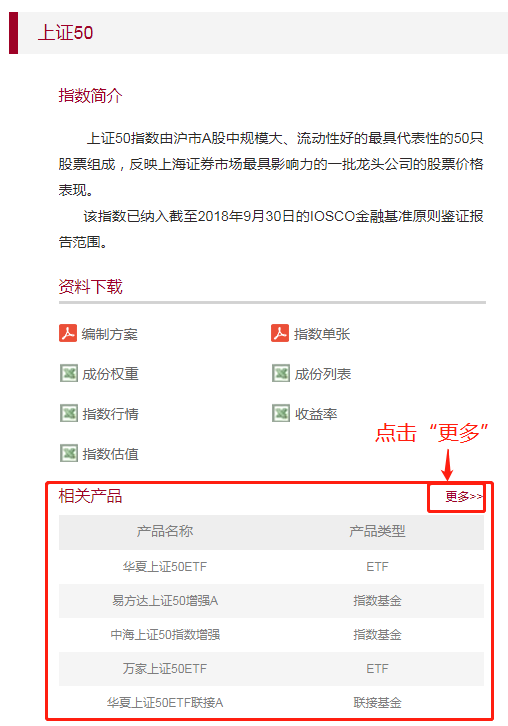 上证50
指数简介
上证50指数由沪市A股中规模大、流动性好的最具代表性的50只
股票组成，反映上海证券市场最具影响力的一批龙头公司的股票价格
表现。
该指数已纳入截至2018年9月30日的IOSCO金融基准原则鉴证报
告范围。
资料下载
编制方案 指数单张
成份权重 成份列表
指数行情 收益率
指数估值
点击“更多”
相关产品 更多>>
产品名称 产品类型
华夏上证50ETF ETF
易方达上证50增强A 指数基金
中海上证50指数增强 指数基金
万家上证50ETF ETF
华夏上证50ETF联接A 联接基金